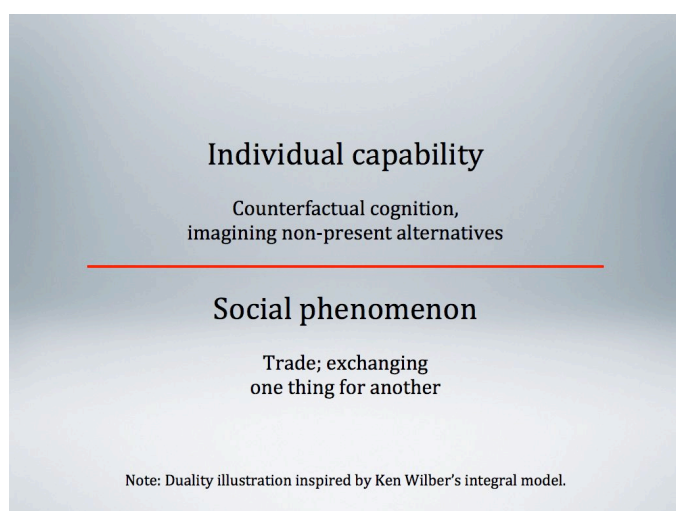 Individual capability
Counterfactual cognition,
imagining non-present alternatives
Social phenomenon
Trade; exchanging
one thing for another
Note: Duality illustration inspired by Ken Wilber’s integral model.